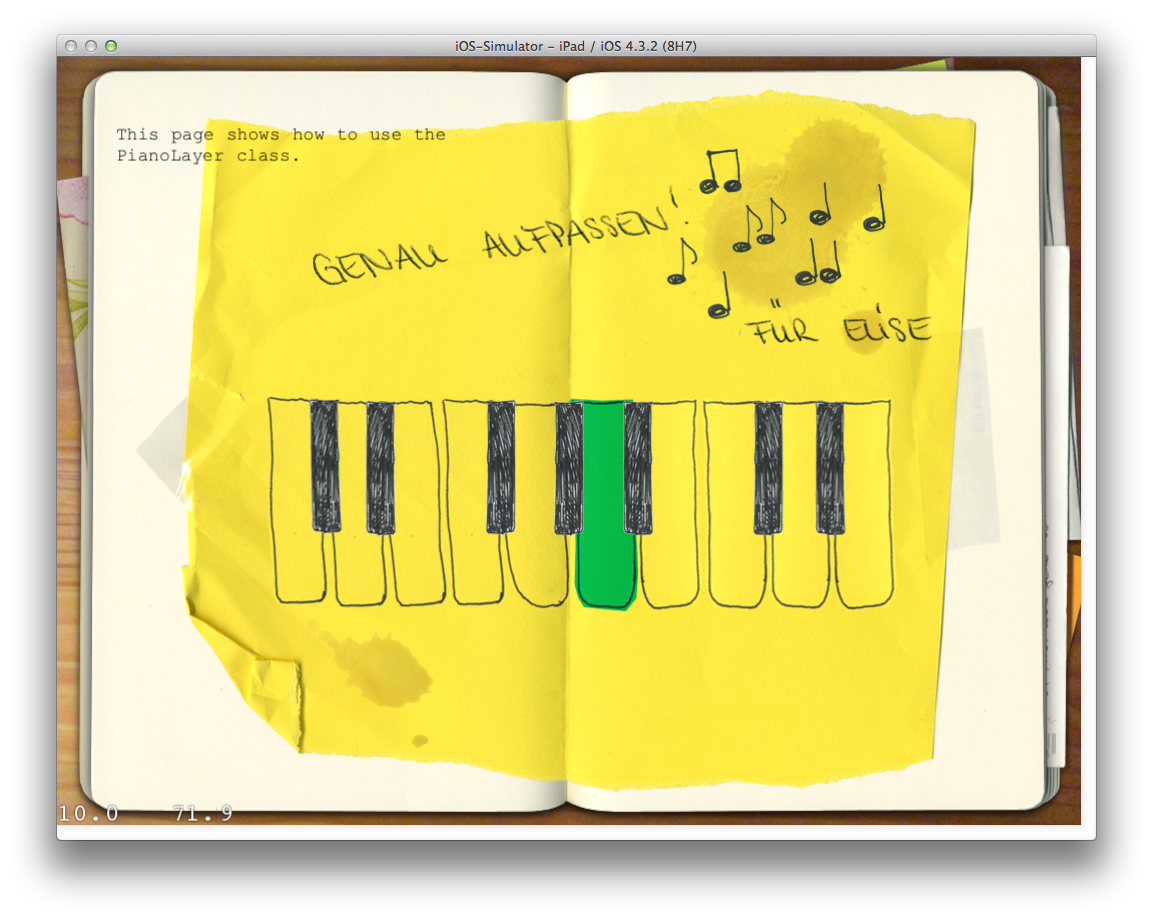 iOS-Simulator - iPad / iOS 4.3.2 (8H7)
This page shows how to use the
PianoLayer class.
GENAU AUFPASSEN!
FÜR ELISE
10.0 71.9